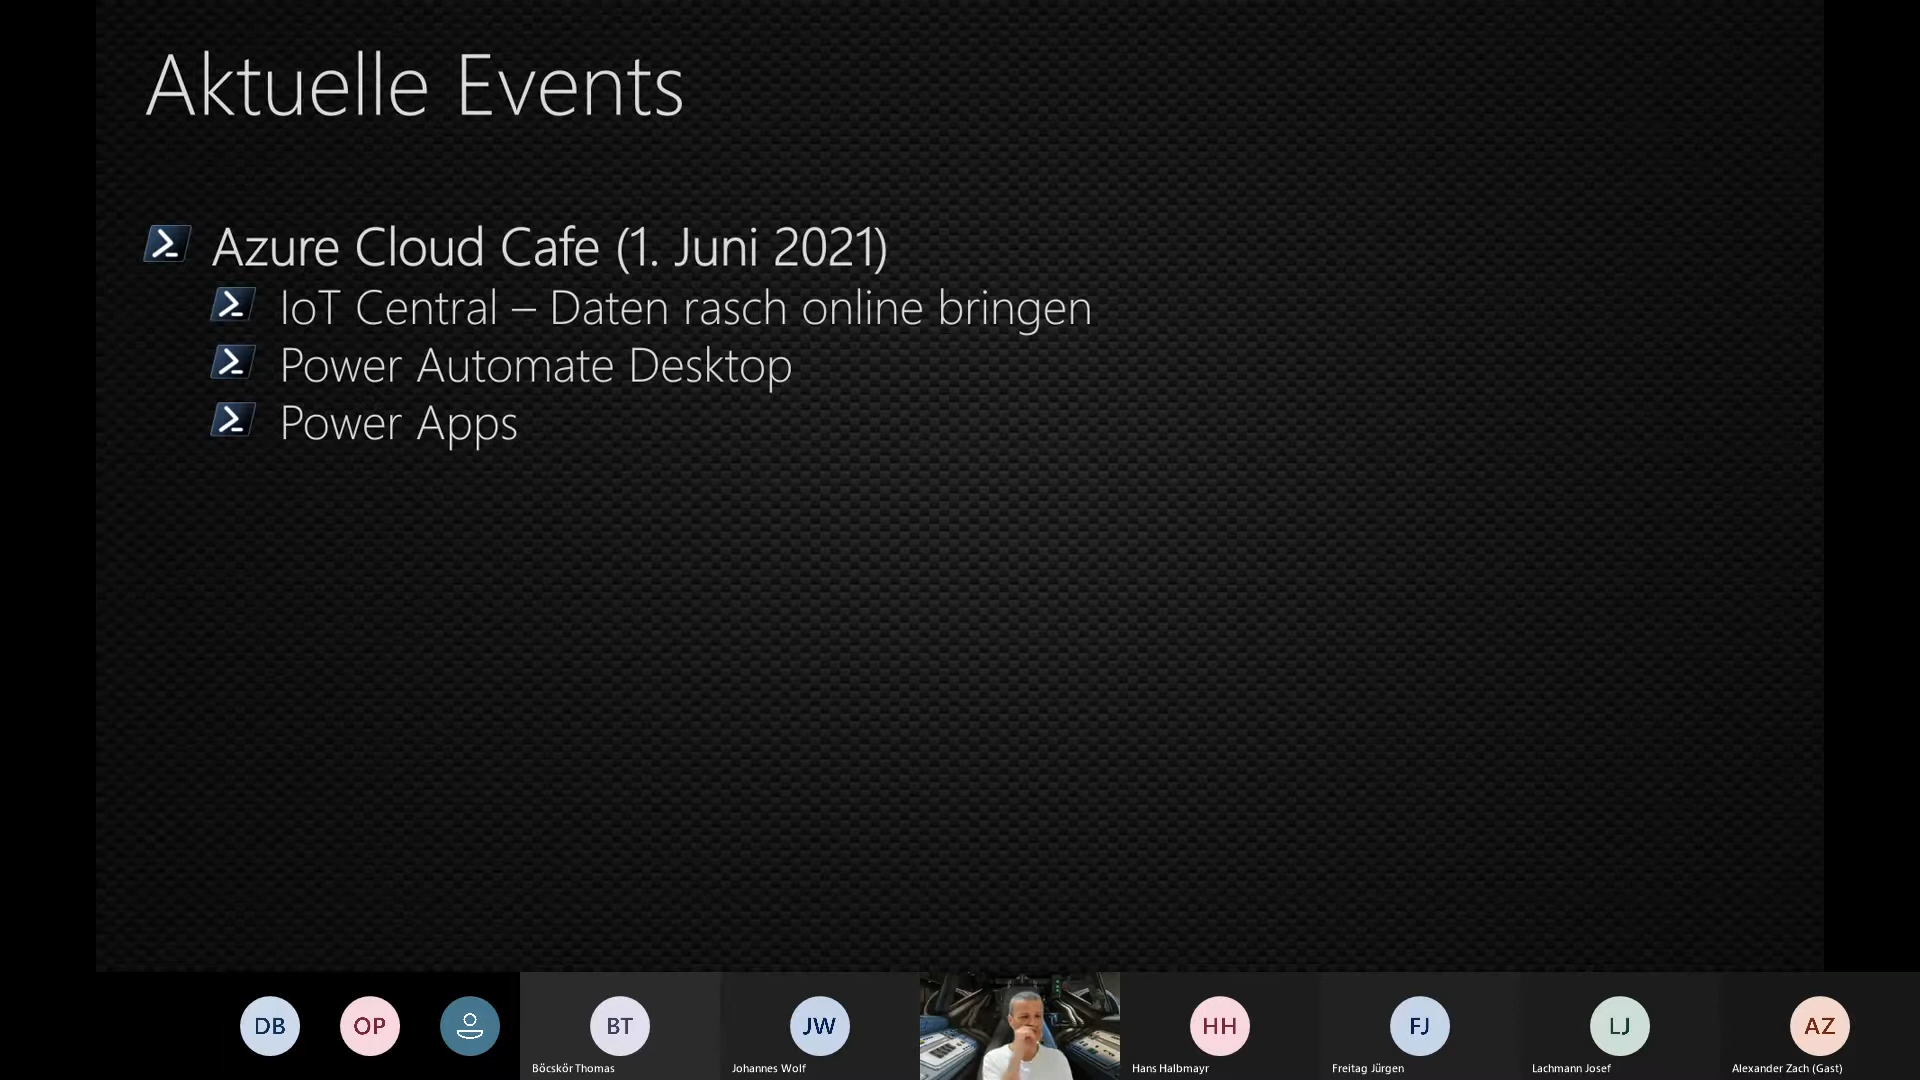 Aktuelle Events
Azure Cloud Cafe (1. Juni 2021)
IoT Central – Daten rasch online bringen
Power Automate Desktop
Power Apps
DB
OP
BT
JW
HH
FJ
LJ
AZ
Böcskör Thomas
Johannes Wolf
Hans Halbmayr
Freitag Jürgen
Lachmann Josef
Alexander Zach (Gast)